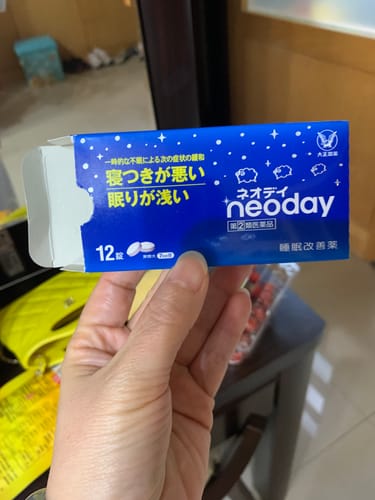 一時的な不眠による次の症状の緩和
寝つきが悪い
眠りが浅い
大正製薬
ネオデイ
neoday
第②類医薬品
12錠
睡眠改善薬